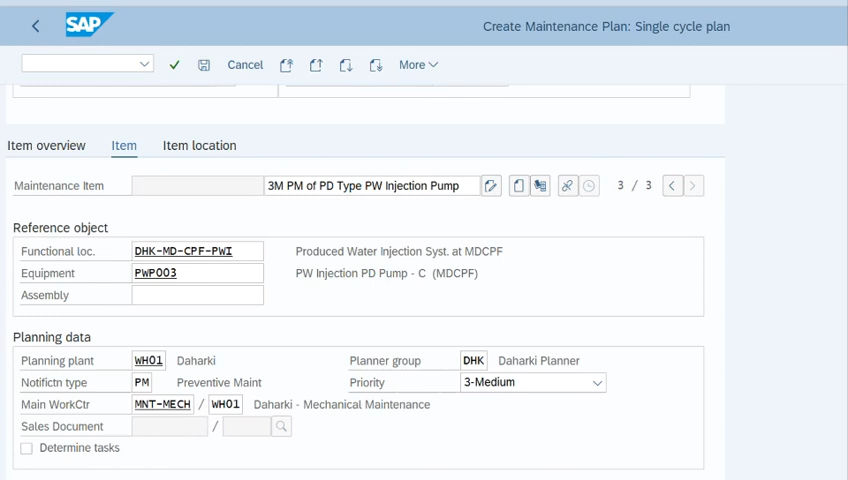 SAP
Create Maintenance Plan: Single cycle plan
Cancel More
Item overview Item Item location
Maintenance Item 3M PM of PD Type PW Injection Pump 3 / 3
Reference object
Functional loc. DHK-MD-CPF-PWI Produced Water Injection Syst. at MDCPF
Equipment PWP003 PW Injection PD Pump - C (MDCPF)
Assembly
Planning data
Planning plant WH01 Daharki Planner group DHK Daharki Planner
Notifictn type PM Preventive Maint Priority 3-Medium
Main WorkCtr MNT-MECH / WH01 Daharki - Mechanical Maintenance
Sales Document /
Determine tasks